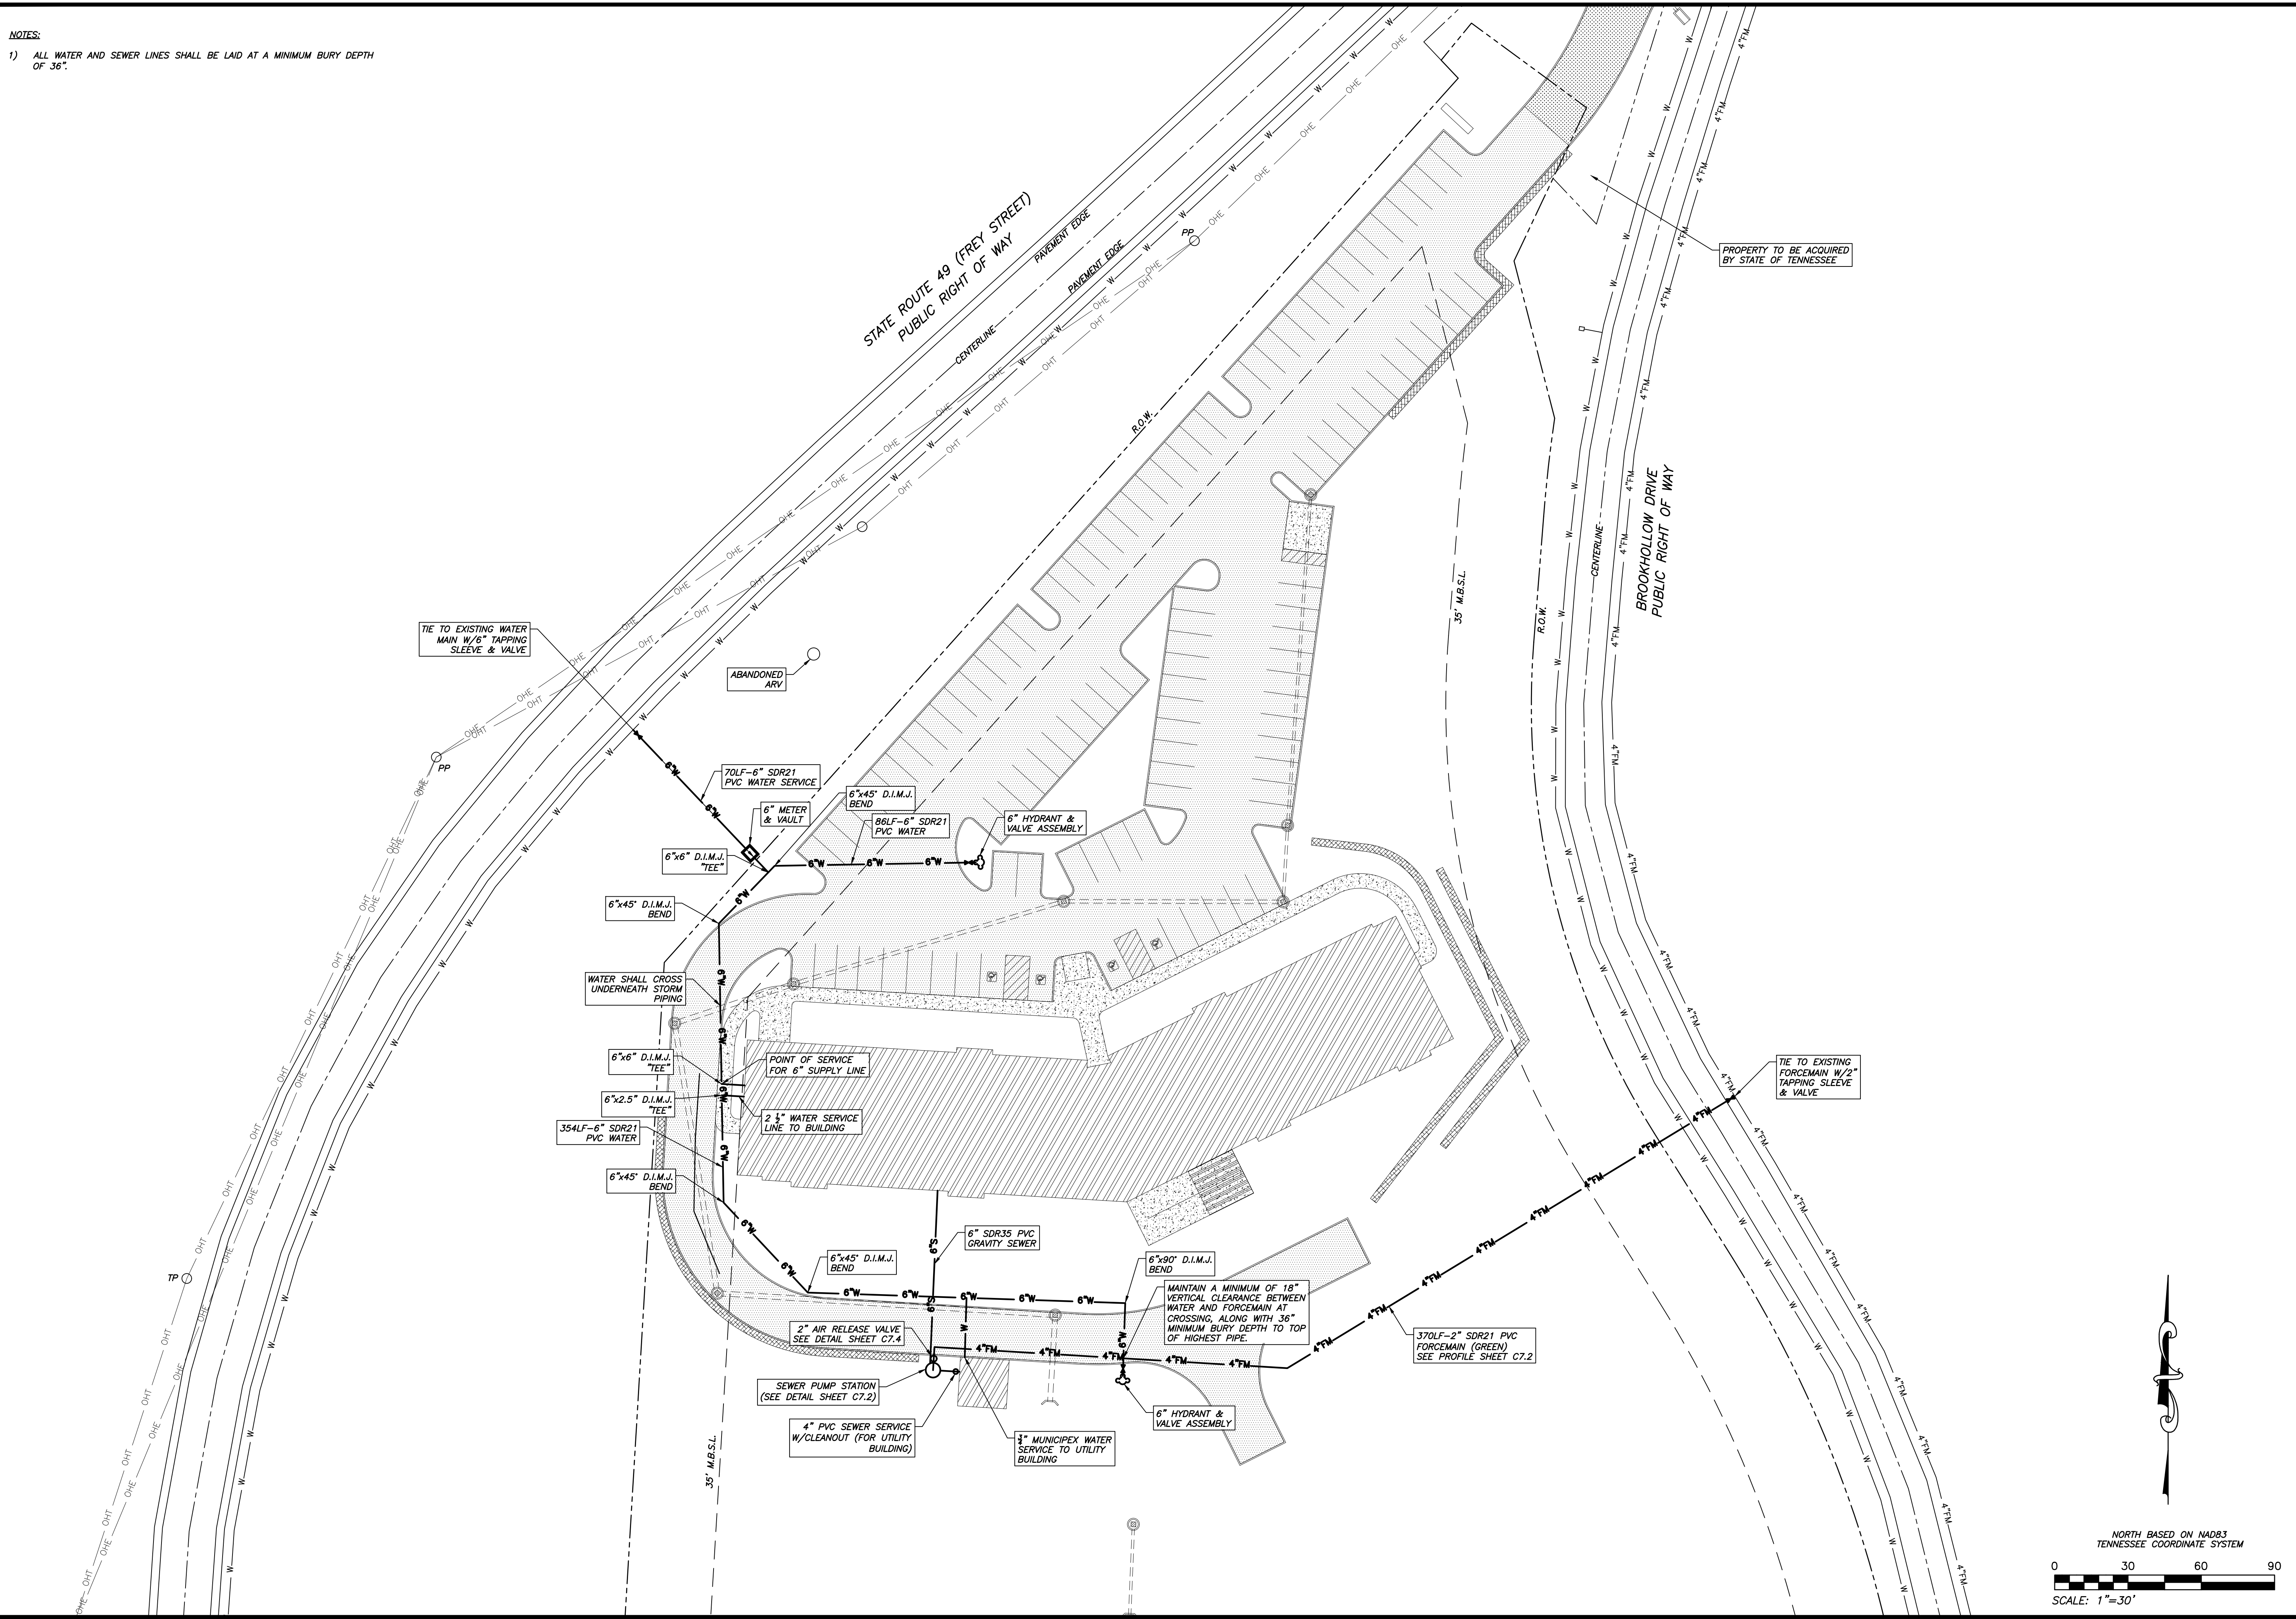 NOTES:
1) ALL WATER AND SEWER LINES SHALL BE LAID AT A MINIMUM BURY DEPTH
OF 36".
STATE ROUTE 49 (FREY STREET)
PUBLIC RIGHT OF WAY
PAVEMENT EDGE
PAVEMENT EDGE
CENTERLINE
PP
R.O.W.
PROPERTY TO BE ACQUIRED
BY STATE OF TENNESSEE
BROOKHOLLOW DRIVE
PUBLIC RIGHT OF WAY
CENTERLINE
35' M.B.S.L.
R.O.W.
TIE TO EXISTING WATER
MAIN W/6" TAPPING
SLEEVE & VALVE
ABANDONED
ARV
PP
70LF-6" SDR21
PVC WATER SERVICE
6" METER
& VAULT
6"x45° D.I.M.J.
BEND
86LF-6" SDR21
PVC WATER
6" HYDRANT &
VALVE ASSEMBLY
6"x6" D.I.M.J.
"TEE"
6"x45° D.I.M.J.
BEND
WATER SHALL CROSS
UNDERNEATH STORM
PIPING
6"x6" D.I.M.J.
"TEE"
POINT OF SERVICE
FOR 6" SUPPLY LINE
6"x2.5" D.I.M.J.
"TEE"
2 ½" WATER SERVICE
LINE TO BUILDING
354LF-6" SDR21
PVC WATER
6"x45° D.I.M.J.
BEND
TIE TO EXISTING
FORCEMAIN W/2"
TAPPING SLEEVE
& VALVE
6" SDR35 PVC
GRAVITY SEWER
6"x45° D.I.M.J.
BEND
6"x90° D.I.M.J.
BEND
MAINTAIN A MINIMUM OF 18"
VERTICAL CLEARANCE BETWEEN
WATER AND FORCEMAIN AT
CROSSING, ALONG WITH 36"
MINIMUM BURY DEPTH TO TOP
OF HIGHEST PIPE.
TP
2" AIR RELEASE VALVE
SEE DETAIL SHEET C7.4
370LF-2" SDR21 PVC
FORCEMAIN (GREEN)
SEE PROFILE SHEET C7.2
SEWER PUMP STATION
(SEE DETAIL SHEET C7.2)
4" PVC SEWER SERVICE
W/CLEANOUT (FOR UTILITY
BUILDING)
MUNICIPEX WATER
SERVICE TO UTILITY
BUILDING
6" HYDRANT &
VALVE ASSEMBLY
35' M.B.S.L.
NORTH BASED ON NAD83
TENNESSEE COORDINATE SYSTEM
0 30 60 90
SCALE: 1"=30'